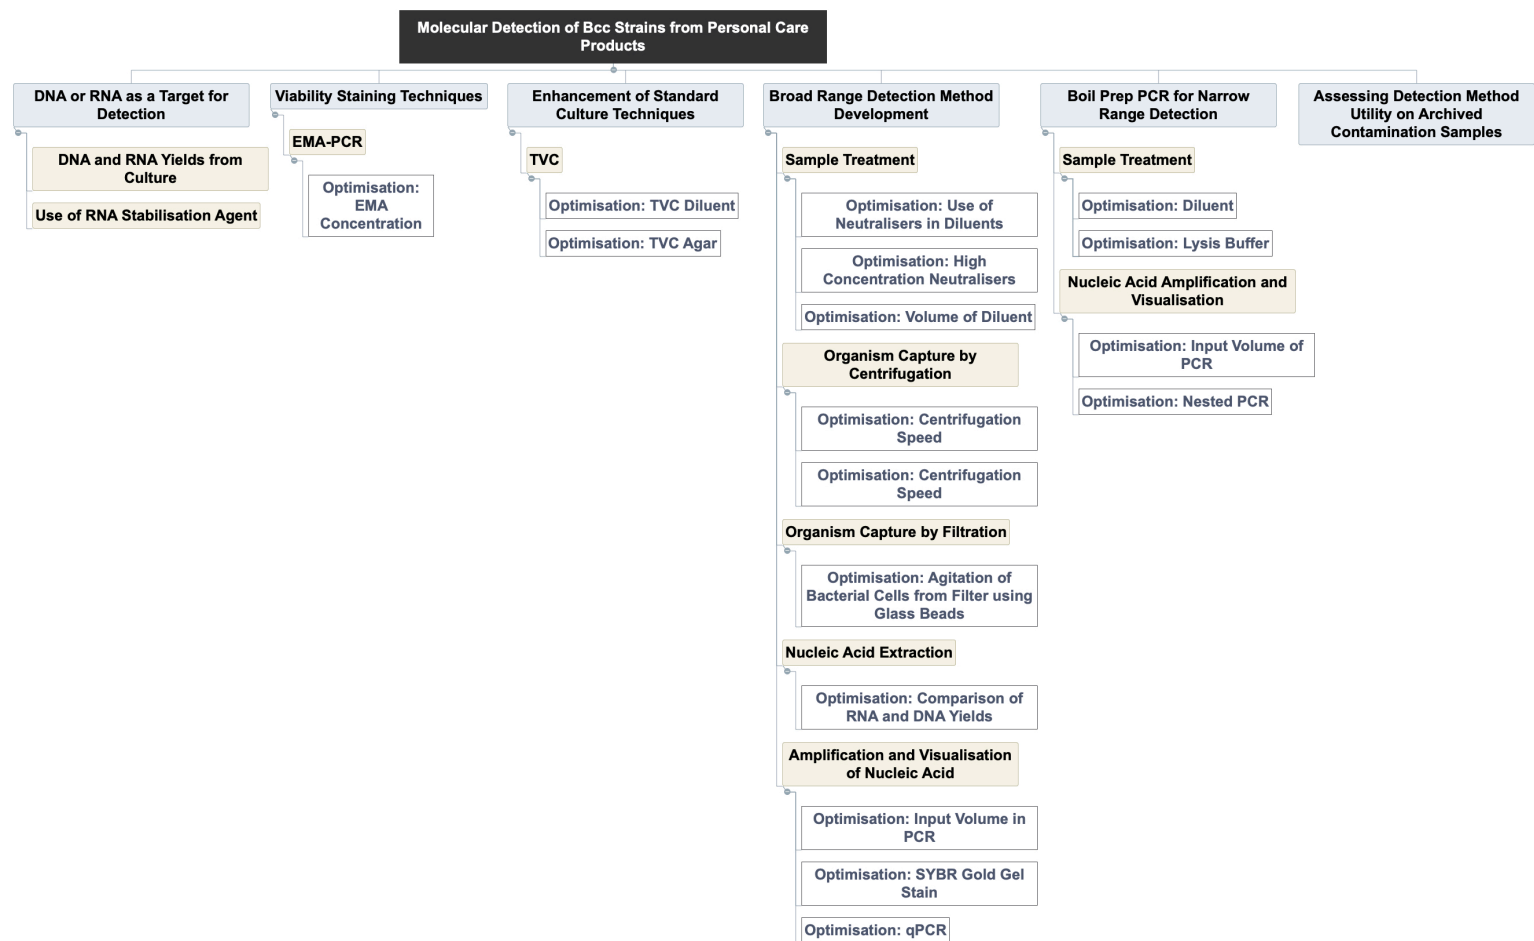 Molecular Detection of Bcc Strains from Personal Care
Products
DNA or RNA as a Target for
Detection
DNA and RNA Yields from
Culture
Use of RNA Stabilisation Agent
Viability Staining Techniques
EMA-PCR
Optimisation:
EMA
Concentration
Enhancement of Standard
Culture Techniques
TVC
Optimisation: TVC Diluent
Optimisation: TVC Agar
Broad Range Detection Method
Development
Sample Treatment
Optimisation: Use of
Neutralisers in Diluents
Optimisation: High
Concentration Neutralisers
Optimisation: Volume of Diluent
Organism Capture by
Centrifugation
Optimisation: Centrifugation
Speed
Optimisation: Centrifugation
Speed
Organism Capture by Filtration
Optimisation: Agitation of
Bacterial Cells from Filter using
Glass Beads
Nucleic Acid Extraction
Optimisation: Comparison of
RNA and DNA Yields
Amplification and Visualisation
of Nucleic Acid
Optimisation: Input Volume in
PCR
Optimisation: SYBR Gold Gel
Stain
Optimisation: qPCR
Boil Prep PCR for Narrow
Range Detection
Sample Treatment
Optimisation: Diluent
Optimisation: Lysis Buffer
Nucleic Acid Amplification and
Visualisation
Optimisation: Input Volume of
PCR
Optimisation: Nested PCR
Assessing Detection Method
Utility on Archived
Contamination Samples